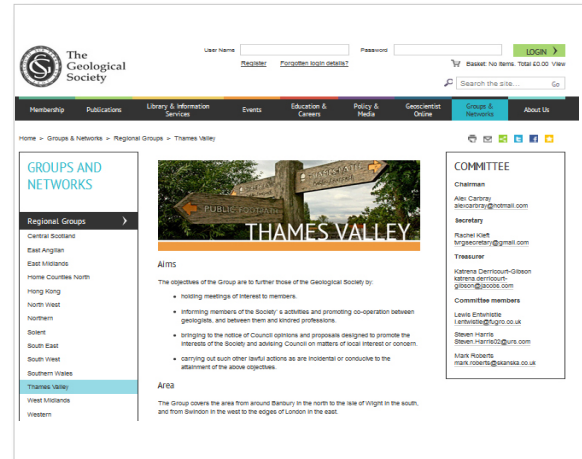 User Name
Password
LOGIN
The
Geological
Society
Register
Forgotten login details?
Basket: No items. Total £0.00 View
Search the site...
Go
Membership
Publications
Library & Information
Services
Events
Education &
Careers
Policy &
Media
Geoscientist
Online
Groups &
Networks
About Us
Home > Groups & Networks > Regional Groups > Thames Valley
GROUPS AND
NETWORKS
Regional Groups
Central Scotland
East Anglian
East Midlands
Home Counties North
Hong Kong
North West
Northern
Solent
South East
South West
Southern Wales
Thames Valley
West Midlands
Western
PUBLIC FOOTPATH
THAMES VALLEY
Aims
The objectives of the Group are to further those of the Geological Society by:
• holding meetings of interest to members.
• informing members of the Society' s activities and promoting co-operation between
geologists, and between them and kindred professions.
• bringing to the notice of Council opinions and proposals designed to promote the
interests of the Society and advising Council on matters of local interest or concern.
• carrying out such other lawful actions as are incidental or conducive to the
attainment of the above objectives.
Area
The Group covers the area from around Banbury in the north to the Isle of Wight in the south,
and from Swindon in the west to the edges of London in the east.
COMMITTEE
Chairman
Alex Carbray
alexcarbray@hotmail.com
Secretary
Rachel Kieft
tvrgsecretary@gmail.com
Treasurer
Katrena Derricourt-Gibson
katrena.derricourt-
gibson@jacobs.com
Committee members
Lewis Entwhistle
l.entwistle@fugro.co.uk
Steven Harris
Steven.Harris02@urs.com
Mark Roberts
mark.roberts@skanska.co.uk